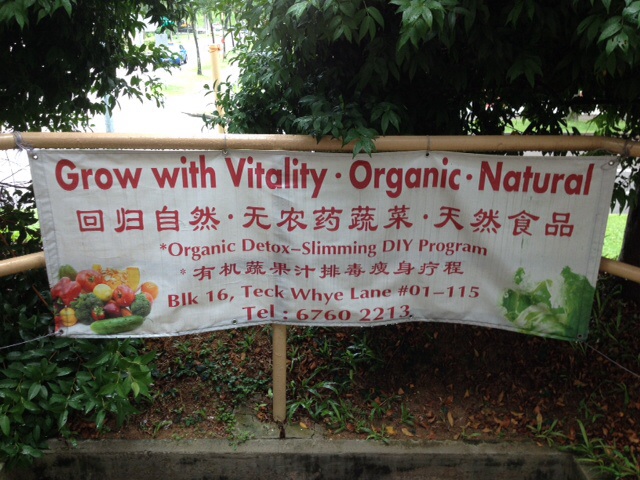 Grow with Vitality · Organic · Natural
回归自然 · 无农药蔬菜 · 天然食品
*Organic Detox-Slimming DIY Program
*有机蔬果汁排毒瘦身疗程
Blk 16, Teck Whye Lane #01-115
Tel : 6760 2213